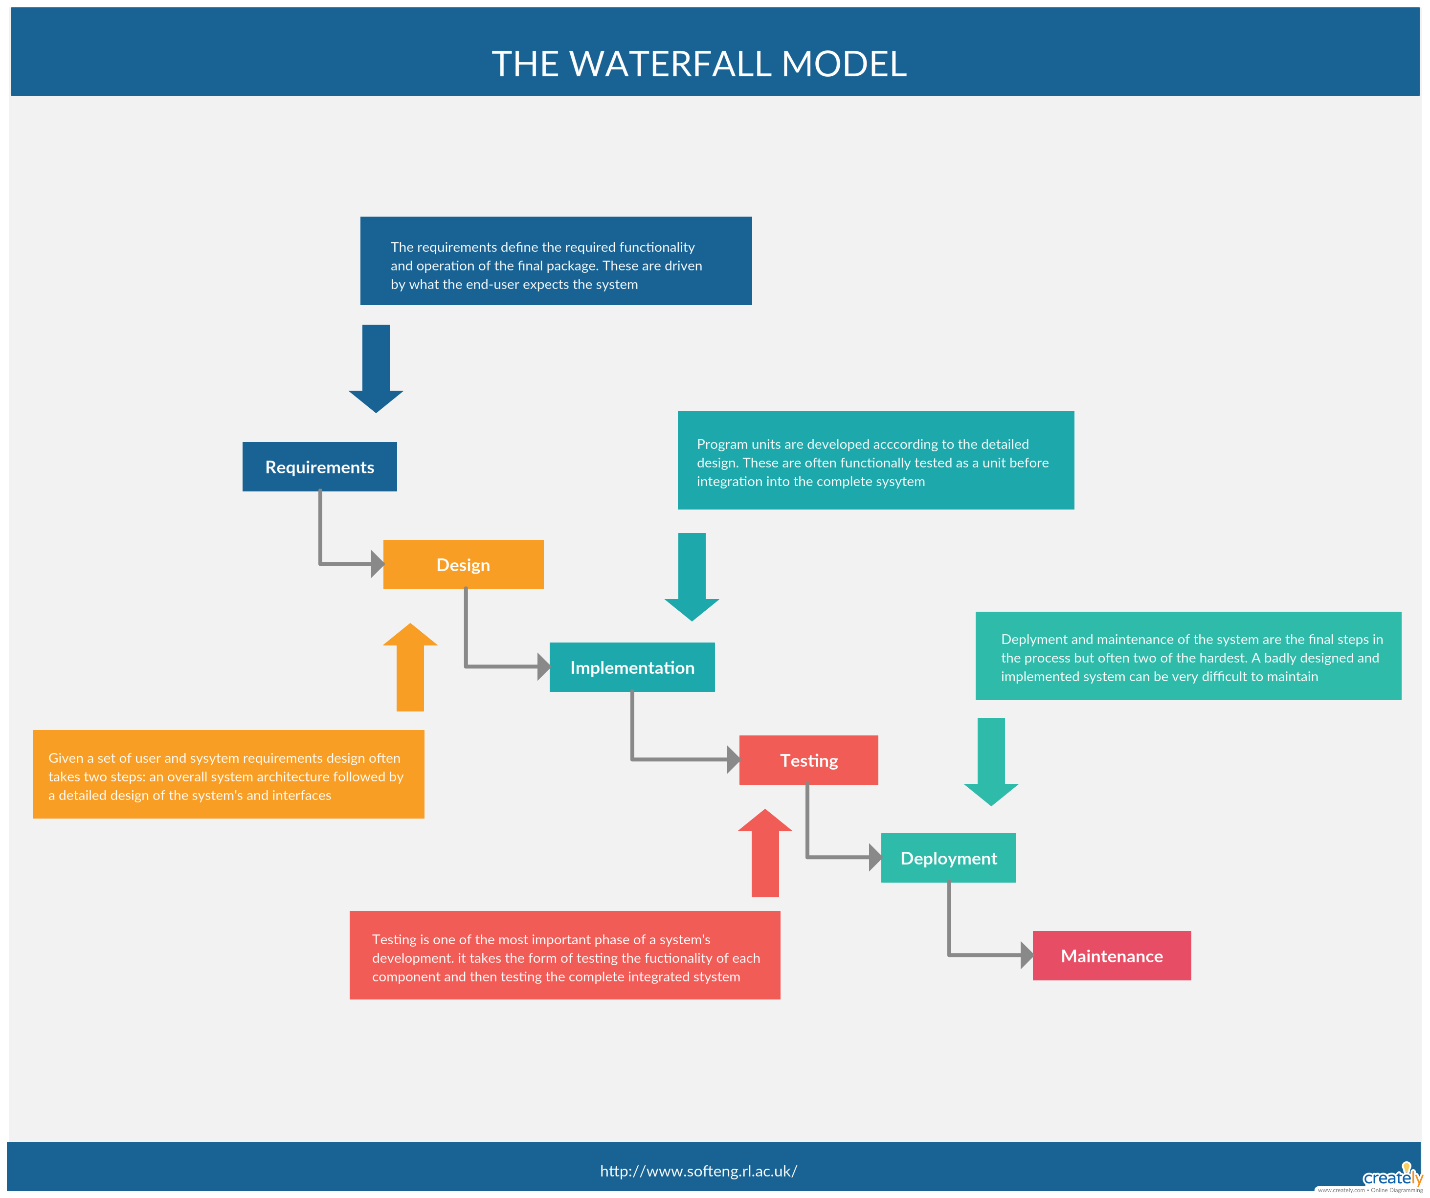 THE WATERFALL MODEL
The requirements define the required functionality
and operation of the final package. These are driven
by what the end-user expects the system
Requirements
Program units are developed acccording to the detailed
design. These are often functionally tested as a unit before
integration into the complete sysytem
Design
Deplyment and maintenance of the system are the final steps in
the process but often two of the hardest. A badly designed and
implemented system can be very difficult to maintain
Implementation
Given a set of user and sysytem requirements design often
takes two steps: an overall system architecture followed by
a detailed design of the system's and interfaces
Testing
Deployment
Testing is one of the most important phase of a system's
development. it takes the form of testing the fuctionality of each
component and then testing the complete integrated stystem
Maintenance
http://www.softeng.rl.ac.uk/
creately
www.creately.com • Online Diagramming